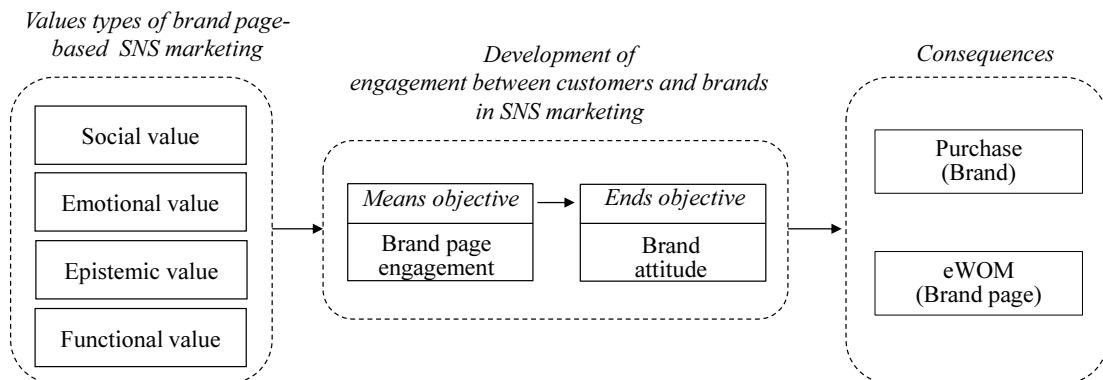 Values types of brand page-
based SNS marketing
Social value
Emotional value
Epistemic value
Functional value
Development of
engagement between customers and brands
in SNS marketing
Means objective
Brand page
engagement
Ends objective
Brand
attitude
Consequences
Purchase
(Brand)
eWOM
(Brand page)